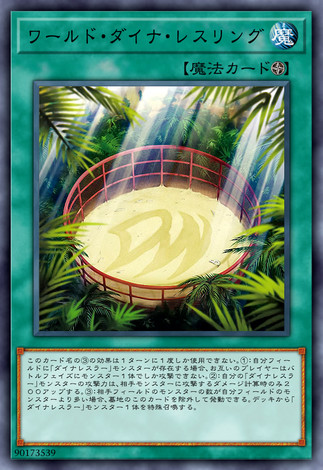 ワールド・ダイナ・レスリング
魔
【魔法カード】
DW
このカード名の③の効果は1ターンに1度しか使用できない。①:自分フィー
ルドに「ダイナレスラー」モンスターが存在する場合、お互いのプレイヤーはバ
トルフェイズにモンスター1体でしか攻撃できない。②:自分の「ダイナレスラ
ー」モンスターの攻撃力は、相手モンスターに攻撃するダメージ計算時のみ2
00アップする。③:相手フィールドのモンスターの数が自分フィールドのモン
スターより多い場合、墓地のこのカードを除外して発動できる。デッキから「
ダイナレスラー」モンスター1体を特殊召喚する。
90173539